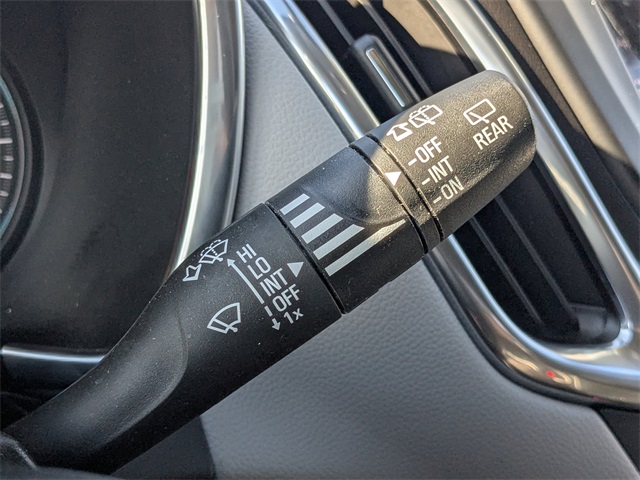 HI
LO
INT
OFF
1x
-OFF
-INT
-ON
REAR